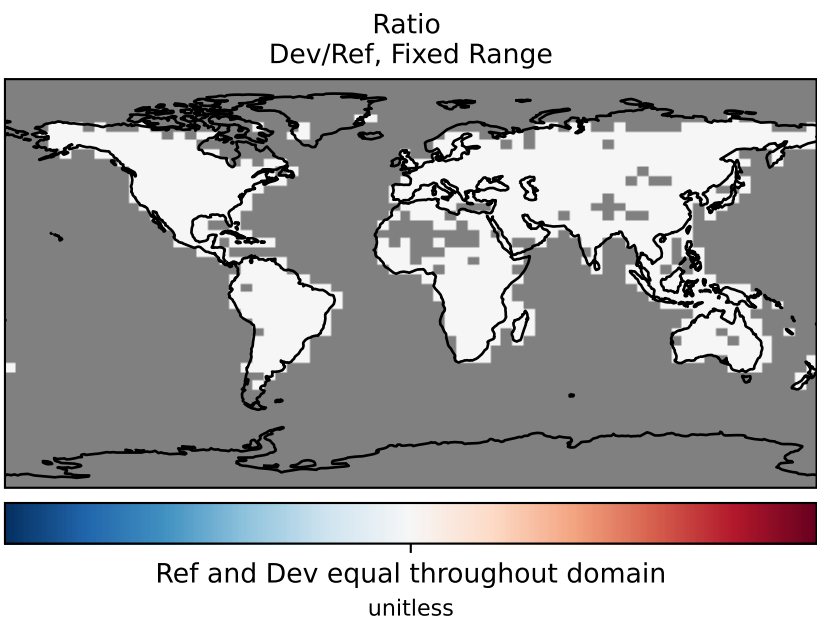 Ratio
Dev/Ref, Fixed Range
Ref and Dev equal throughout domain
unitless